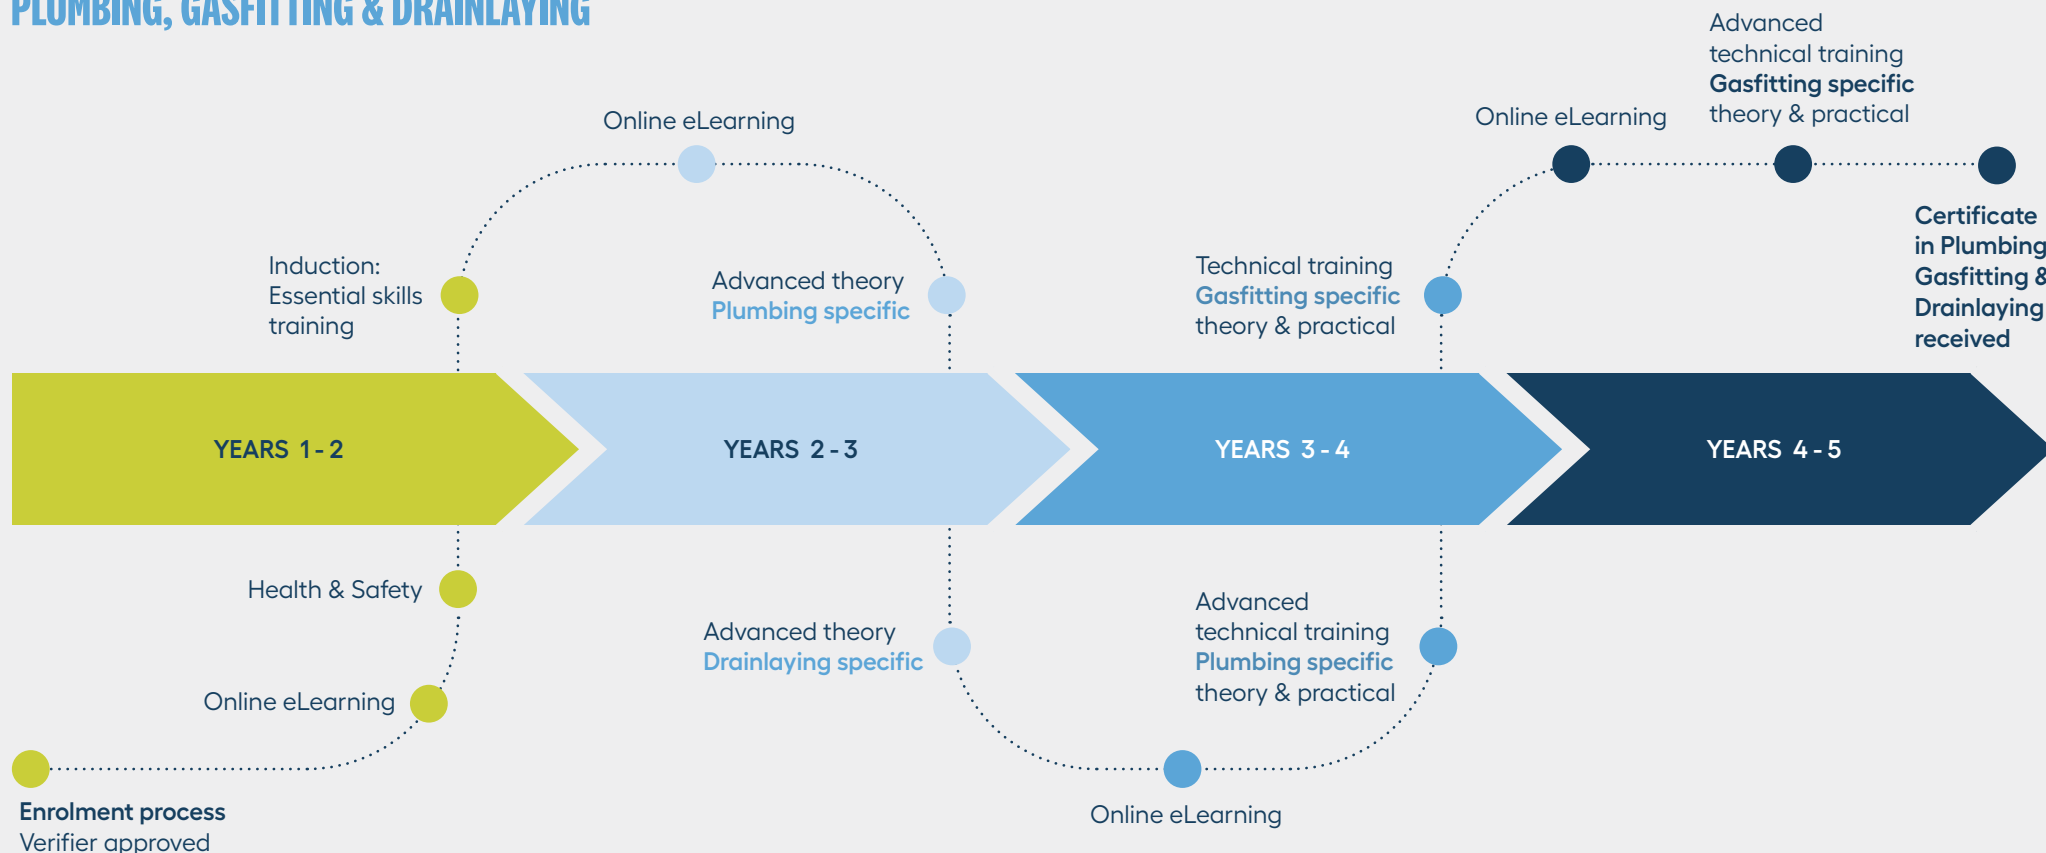 PLUMBING, GASFITTING & DRAINLAYING
Advanced
technical training
Gasfitting specific
theory & practical
Online eLearning
Online eLearning
Induction:
Essential skills
training
Advanced theory
Plumbing specific
Technical training
Gasfitting specific
theory & practical
Certificate
in Plumbing
Gasfitting &
Drainlaying
received
YEARS 1 - 2
YEARS 2 - 3
YEARS 3 - 4
YEARS 4 - 5
Health & Safety
Online eLearning
Enrolment process
Verifier approved
Advanced theory
Drainlaying specific
Advanced
technical training
Plumbing specific
theory & practical
Online eLearning